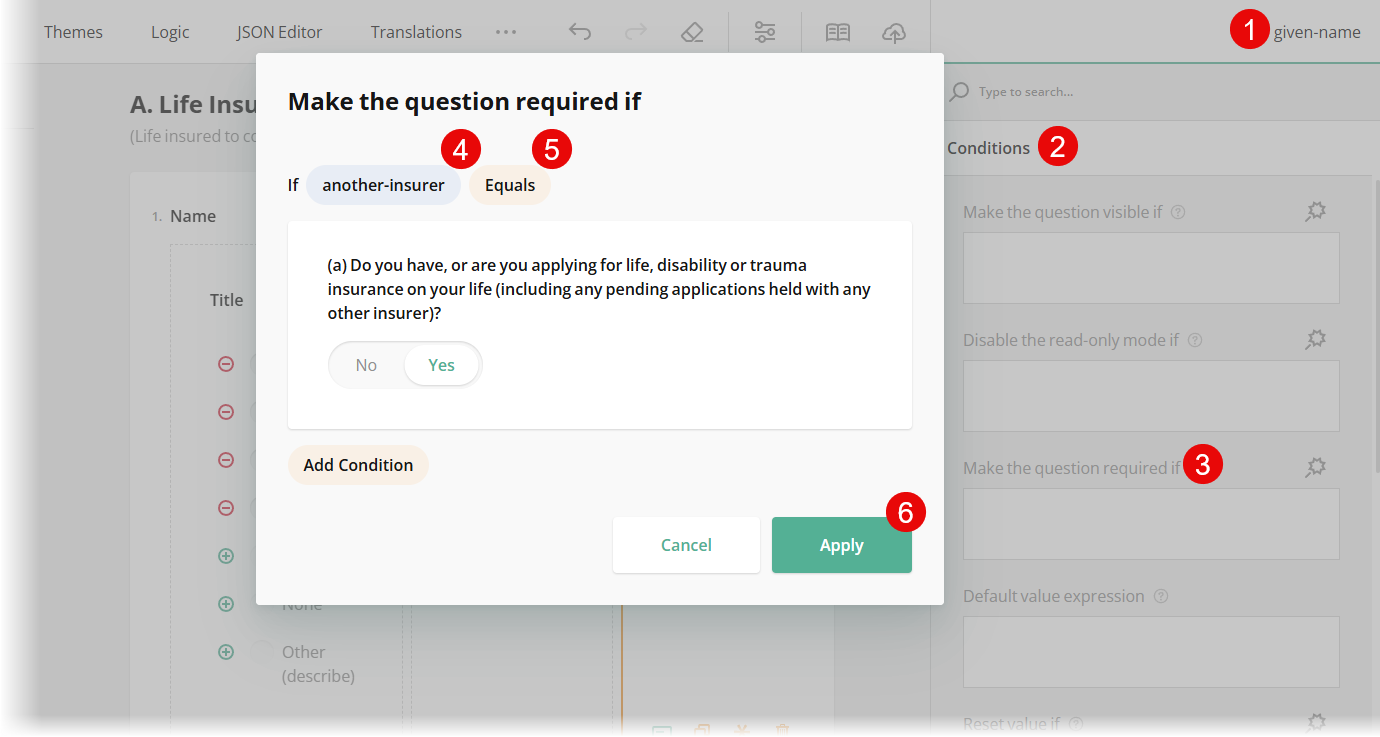 Themes
Logic
JSON Editor
Translations
1
given-name
Type to search...
A. Life Insu
(Life insured to co
Make the question required if
4
5
If another-insurer Equals
Conditions 2
1. Name
Title
(a) Do you have, or are you applying for life, disability or trauma
insurance on your life (including any pending applications held with any
other insurer)?
No
Yes
Add Condition
6
Cancel
Apply
None
Other
(describe)
Make the question visible if
Disable the read-only mode if
Make the question required if 3
Default value expression
Reset value if